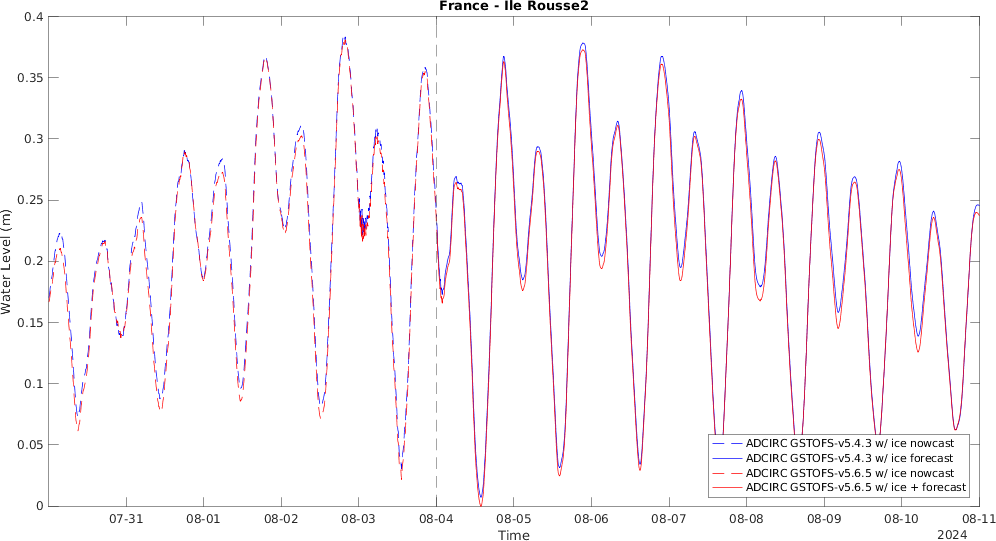 France - Ile Rousse2
0.4
0.35
0.3
0.25
0.2
0.15
0.1
0.05
0
Water Level (m)
ADCIRC GSTOFS-v5.4.3 w/ ice nowcast
ADCIRC GSTOFS-v5.4.3 w/ ice forecast
ADCIRC GSTOFS-v5.6.5 w/ ice nowcast
ADCIRC GSTOFS-v5.6.5 w/ ice + forecast
07-31 08-01 08-02 08-03 08-04 08-05 08-06 08-07 08-08 08-09 08-10 08-11
Time
2024